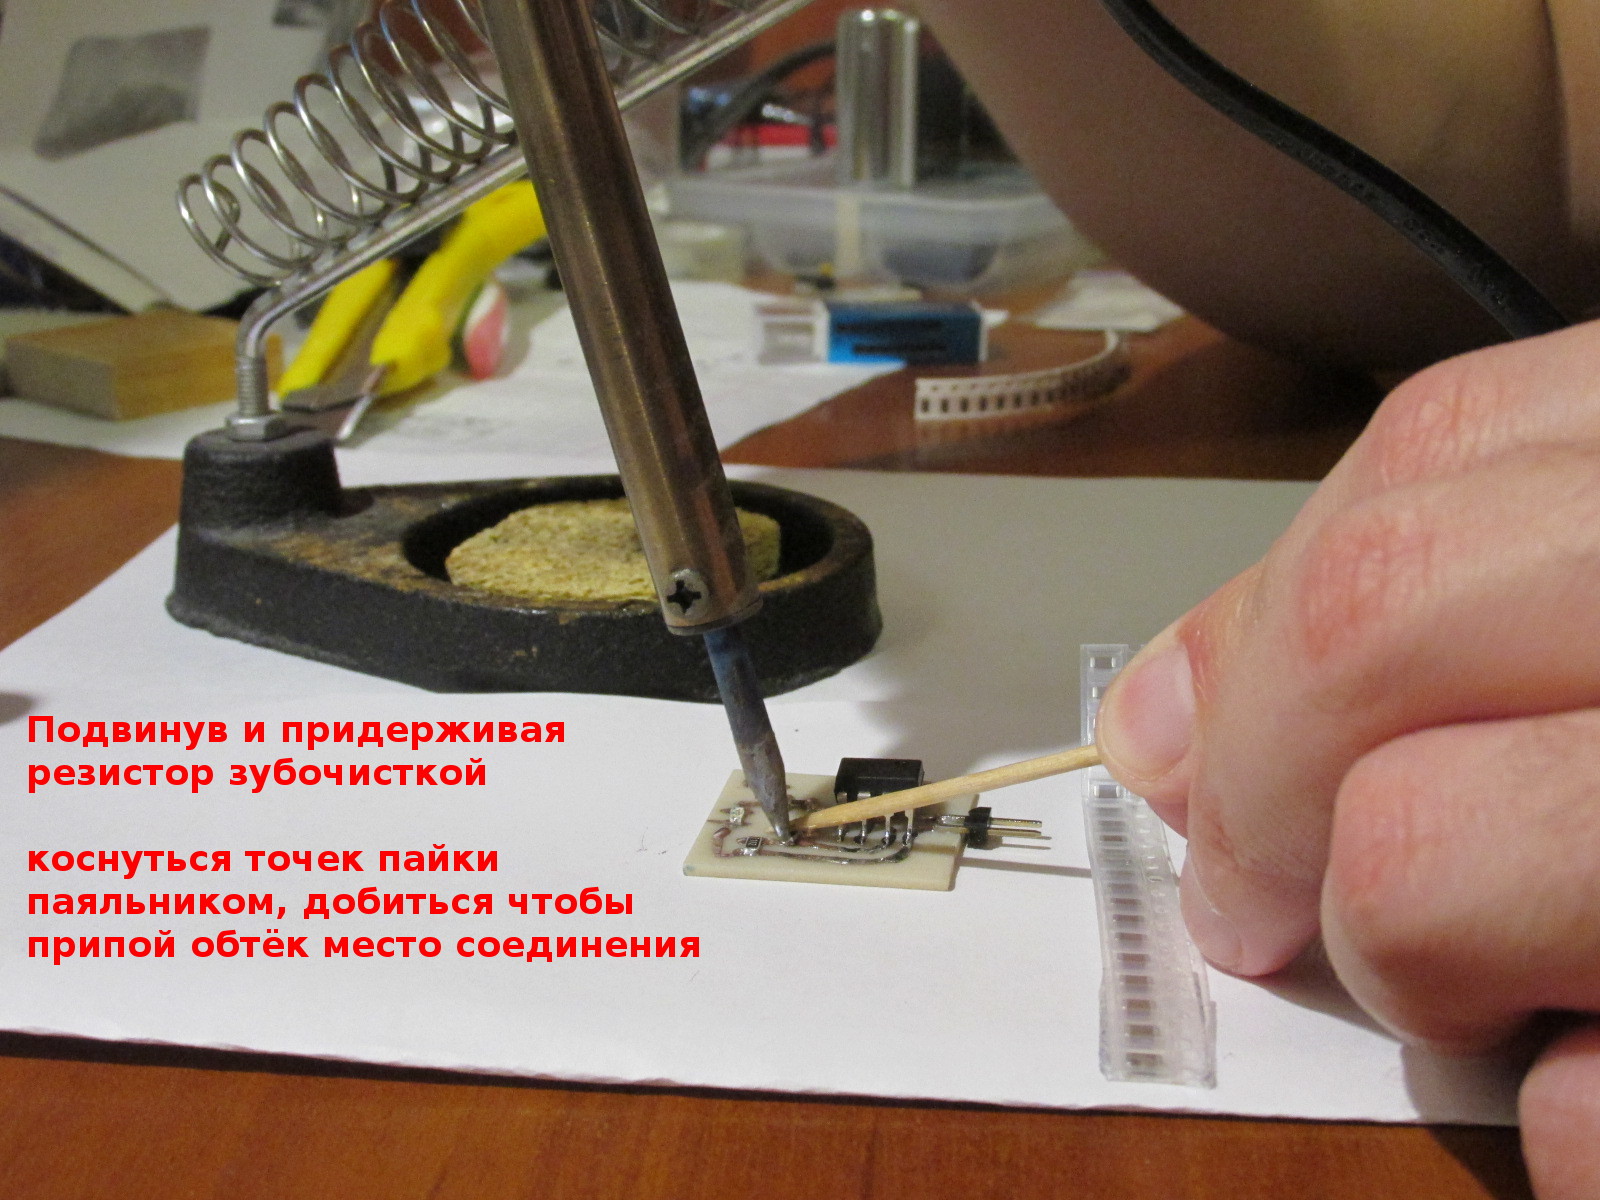 Подвинув и придерживая
резистор зубочисткой
коснуться точек пайки
паяльником, добиться чтобы
припой обтёк место соединения